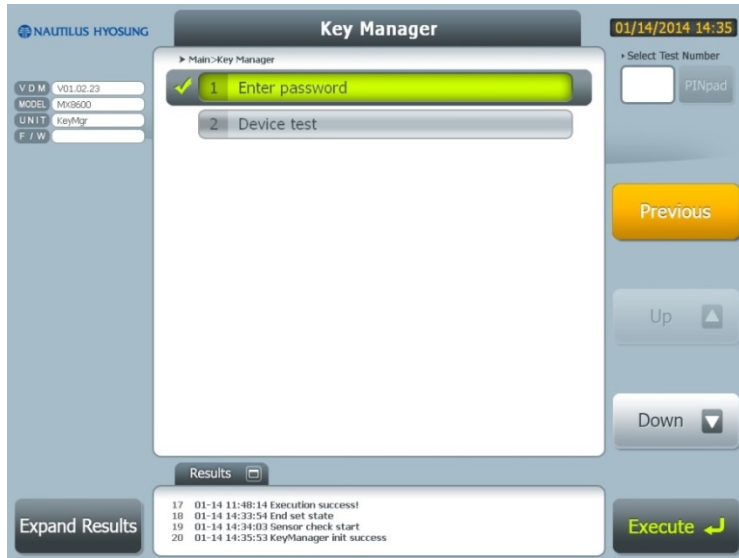 NAUTILUS HYOSUNG
Key Manager
01/14/2014 14:35
Main>Key Manager
Select Test Number
PINpad
VDM V01.02.23
MODEL MX8600
UNIT KeyMgr
F/W
1 Enter password
2 Device test
Previous
Up
Down
Results
17 01-14 11:48:14 Execution success!
18 01-14 14:33:54 End set state
19 01-14 14:34:03 Sensor check start
20 01-14 14:35:53 KeyManager init success
Expand Results
Execute